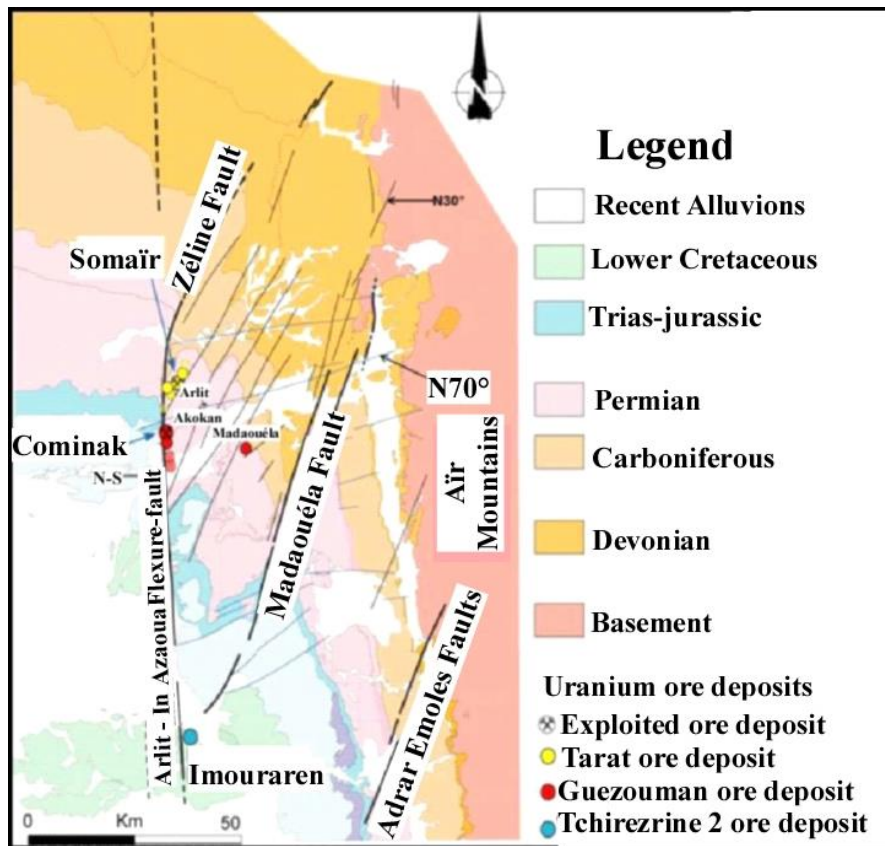 N
N30°
Zéline Fault
Somaïr
Arlit
N70°
Akokan
Madaouéla
Cominak
N-S
Aïr
Mountains
Madaouéla Fault
Arlit - In Azaoua Flexure-fault
Adrar Emoles Faults
Imouraren
Km
0
50
Legend
Recent Alluvions
Lower Cretaceous
Trias-jurassic
Permian
Carboniferous
Devonian
Basement
Uranium ore deposits
Exploited ore deposit
Tarat ore deposit
Guezouman ore deposit
Tchirezrine 2 ore deposit